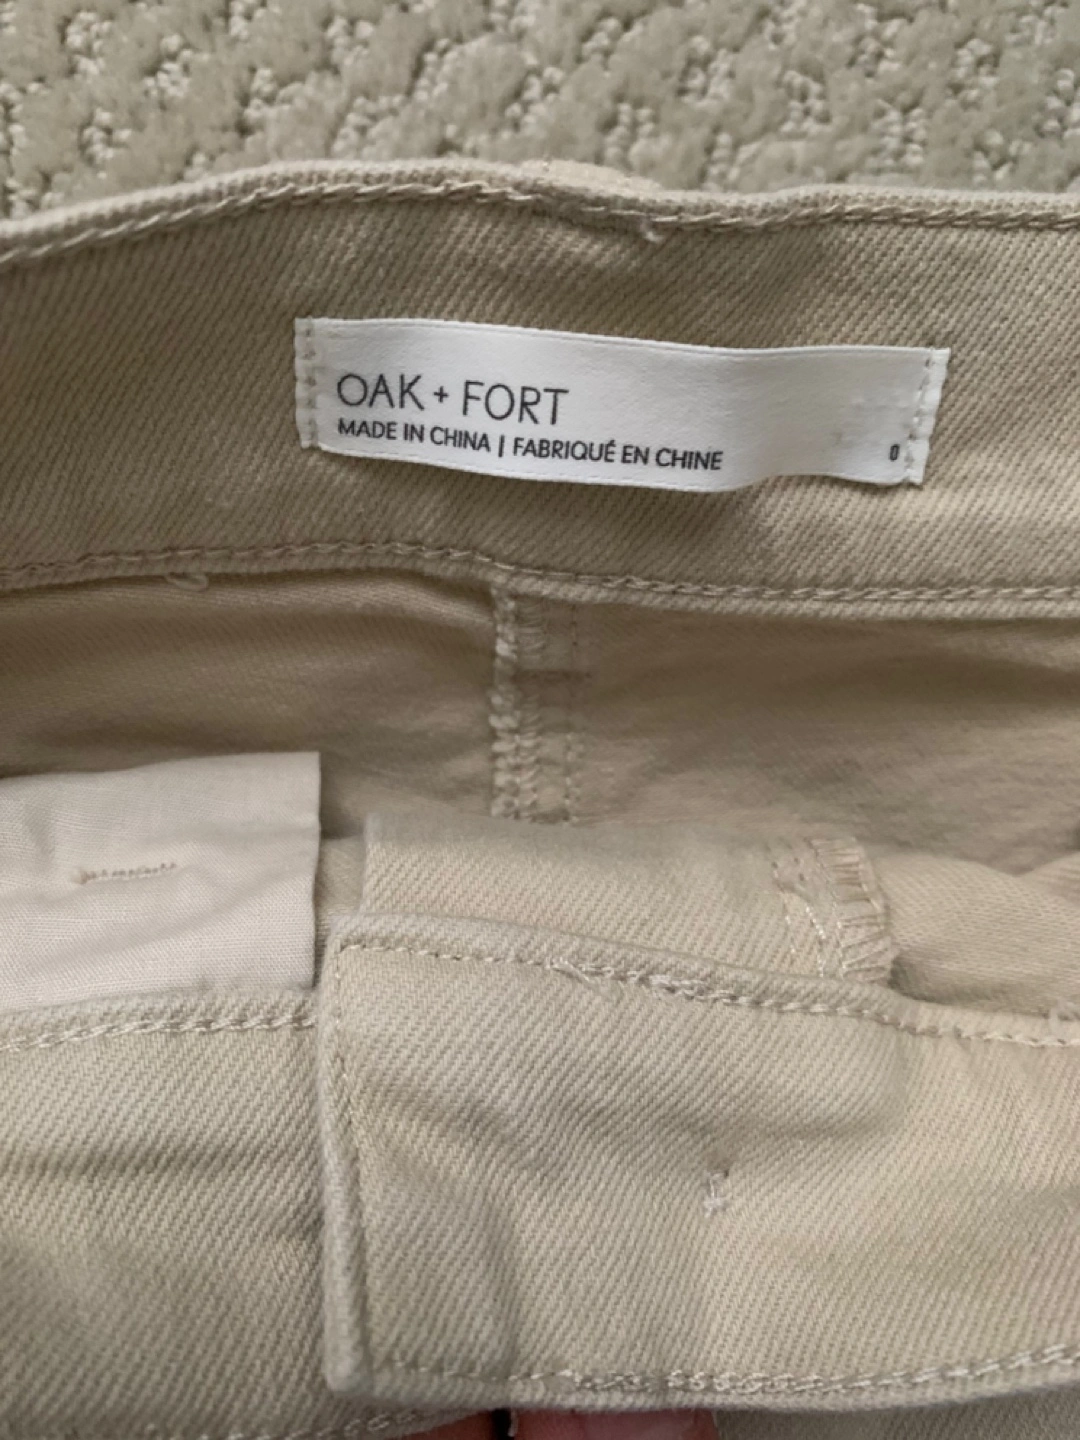 OAK + FORT
MADE IN CHINA | FABRIQUÉ EN CHINE
0